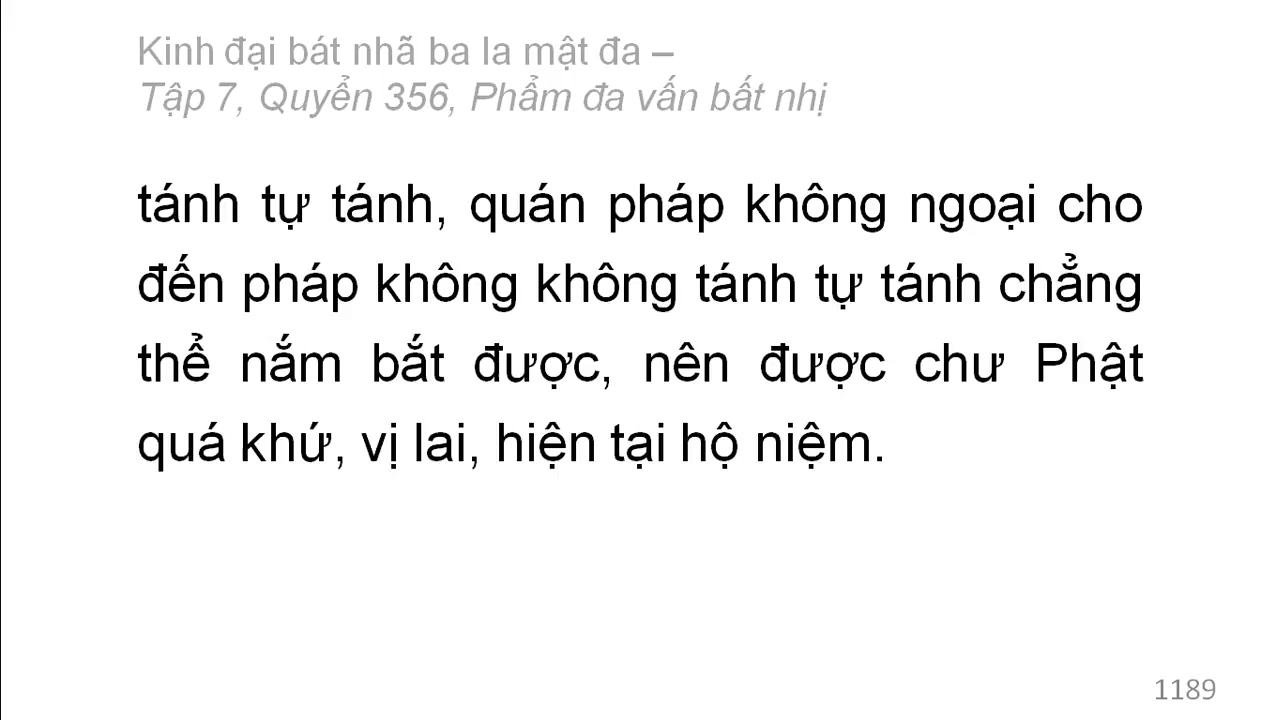 Kinh đại bát nhã ba la mật đa –
Tập 7, Quyển 356, Phẩm đa vấn bất nhị
tánh tự tánh, quán pháp không ngoại cho
đến pháp không không tánh tự tánh chẳng
thể nắm bắt được, nên được chư Phật
quá khứ, vị lai, hiện tại hộ niệm.
1189